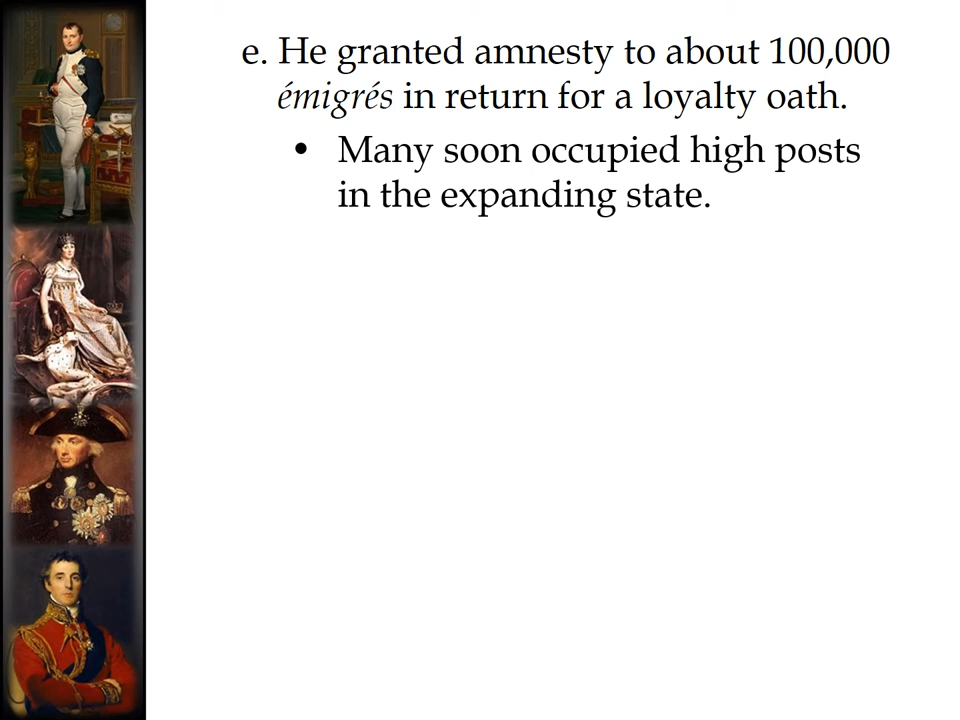 e. He granted amnesty to about 100,000
émigrés in return for a loyalty oath.
• Many soon occupied high posts
in the expanding state.